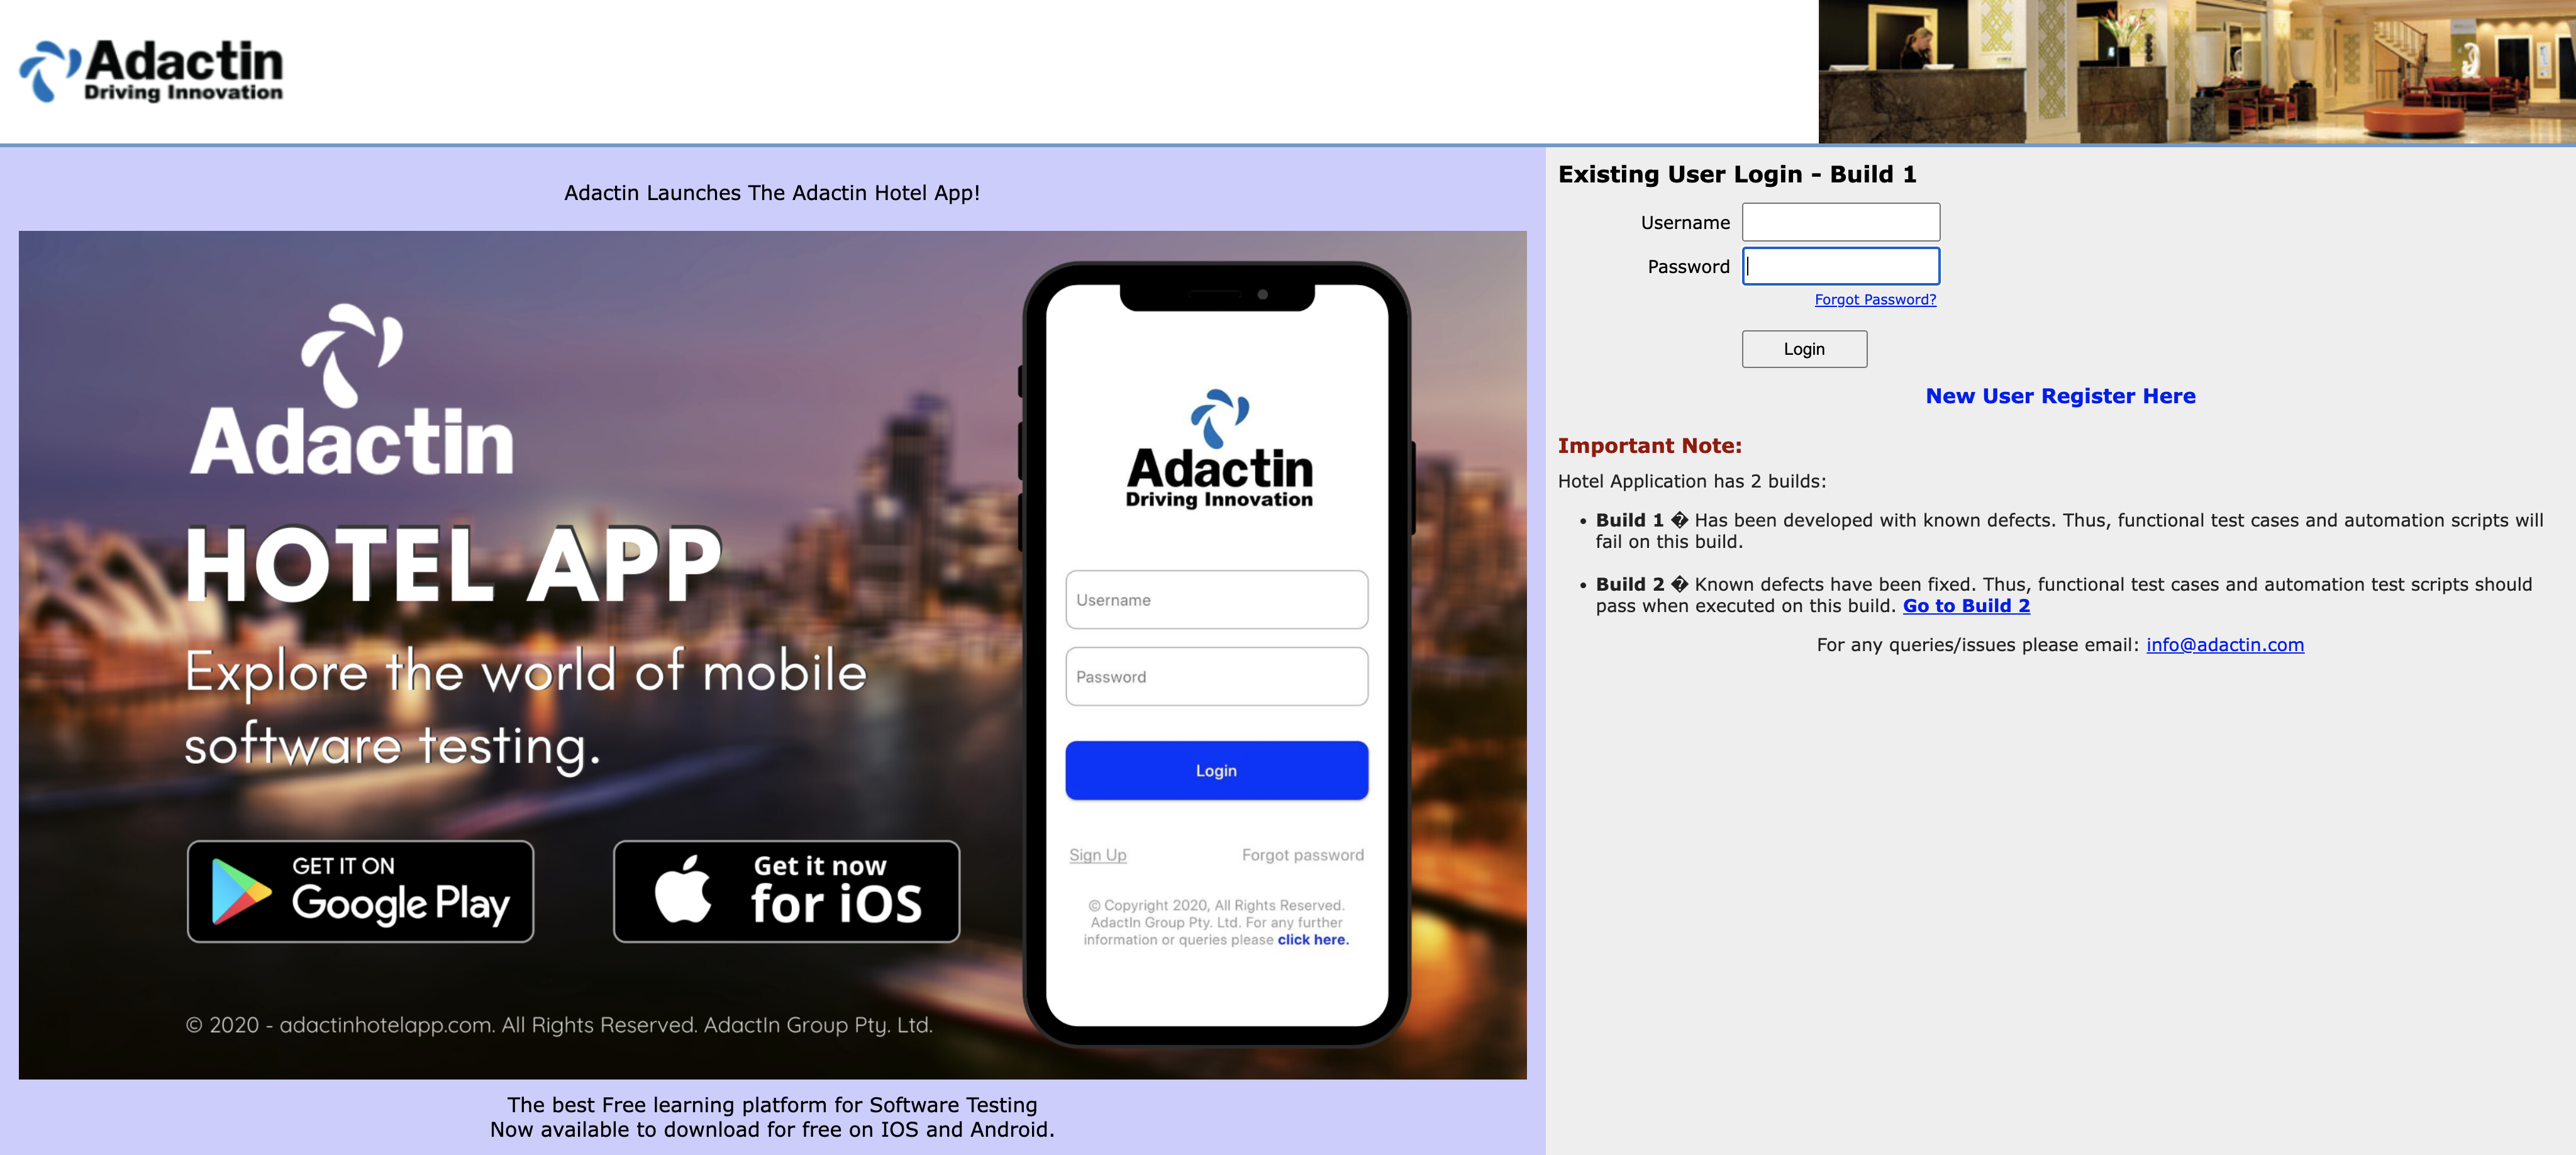 Adactin
Driving Innovation
Adactin Launches The Adactin Hotel App!
Adactin
HOTEL APP
Explore the world of mobile
software testing.
GET IT ON
Google Play
Get it now
for iOS
© 2020 - adactinhotelapp.com. All Rights Reserved. AdactIn Group Pty. Ltd.
Adactin
Driving Innovation
Username
Password
Login
Sign Up Forgot password
© Copyright 2020, All Rights Reserved.
AdactIn Group Pty. Ltd. For any further
information or queries please click here.
The best Free learning platform for Software Testing
Now available to download for free on IOS and Android.
Existing User Login - Build 1
Username
Password
Forgot Password?
Login
New User Register Here
Important Note:
Hotel Application has 2 builds:
• Build 1 � Has been developed with known defects. Thus, functional test cases and automation scripts will
fail on this build.
• Build 2 � Known defects have been fixed. Thus, functional test cases and automation test scripts should
pass when executed on this build. Go to Build 2
For any queries/issues please email: info@adactin.com